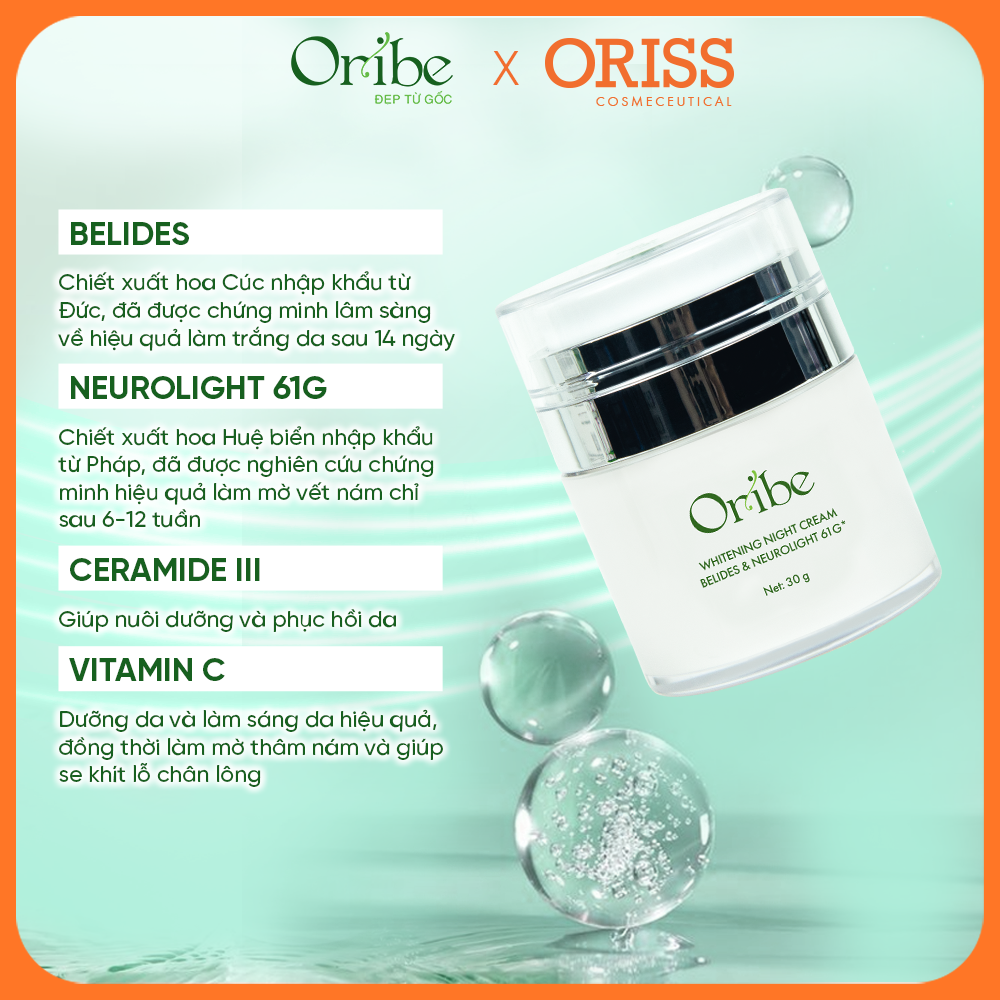 Oribe X ORISS
ĐẸP TỪ GỐC COSMECEUTICAL
BELIDES
Chiết xuất hoa Cúc nhập khẩu từ
Đức, đã được chứng minh lâm sàng
về hiệu quả làm trắng da sau 14 ngày
NEUROLIGHT 61G
Chiết xuất hoa Huệ biển nhập khẩu
từ Pháp, đã được nghiên cứu chứng
minh hiệu quả làm mờ vết nám chỉ
sau 6-12 tuần
CERAMIDE III
Giúp nuôi dưỡng và phục hồi da
VITAMIN C
Dưỡng da và làm sáng da hiệu quả,
đồng thời làm mờ thâm nám và giúp
se khít lỗ chân lông
Oribe
WHITENING NIGHT CREAM
BELIDES & NEUROLIGHT 61G*
Net: 30 g